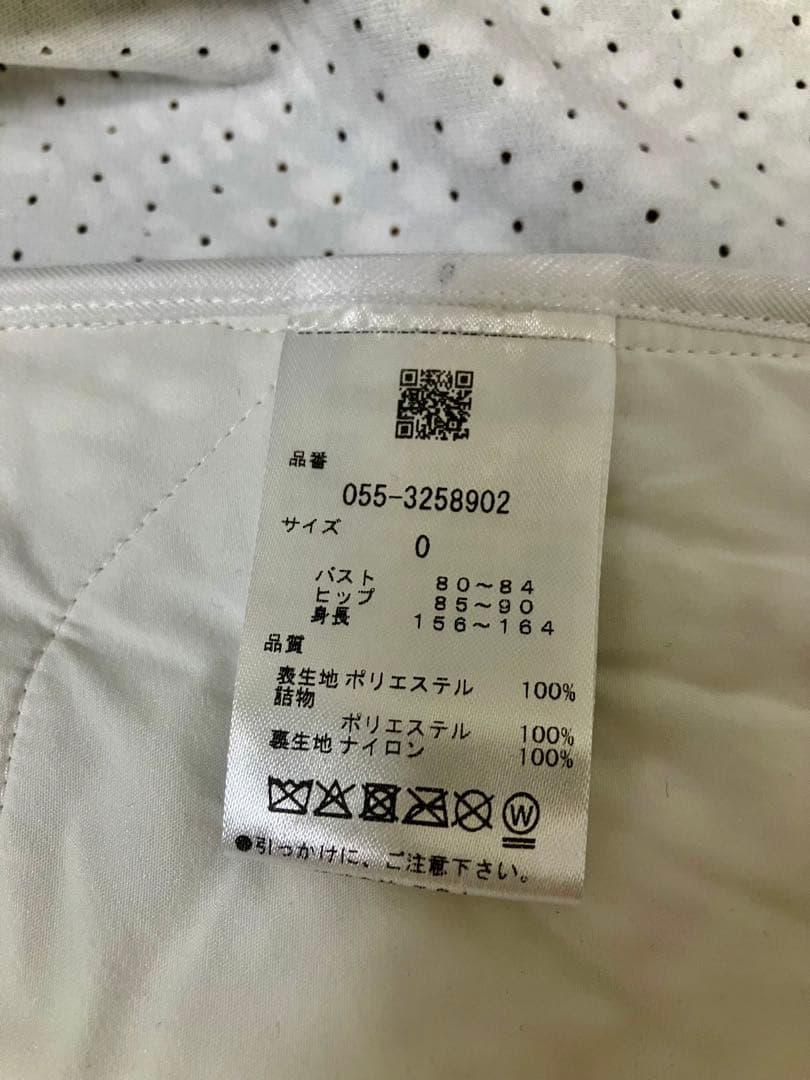 品番
055-3258902
サイズ
0
バスト 80～84
ヒップ 85～90
身長 156～164
品質
表生地 ポリエステル 100%
詰物
ポリエステル 100%
裏生地 ナイロン 100%
W
●引っかけに、ご注意下さい。